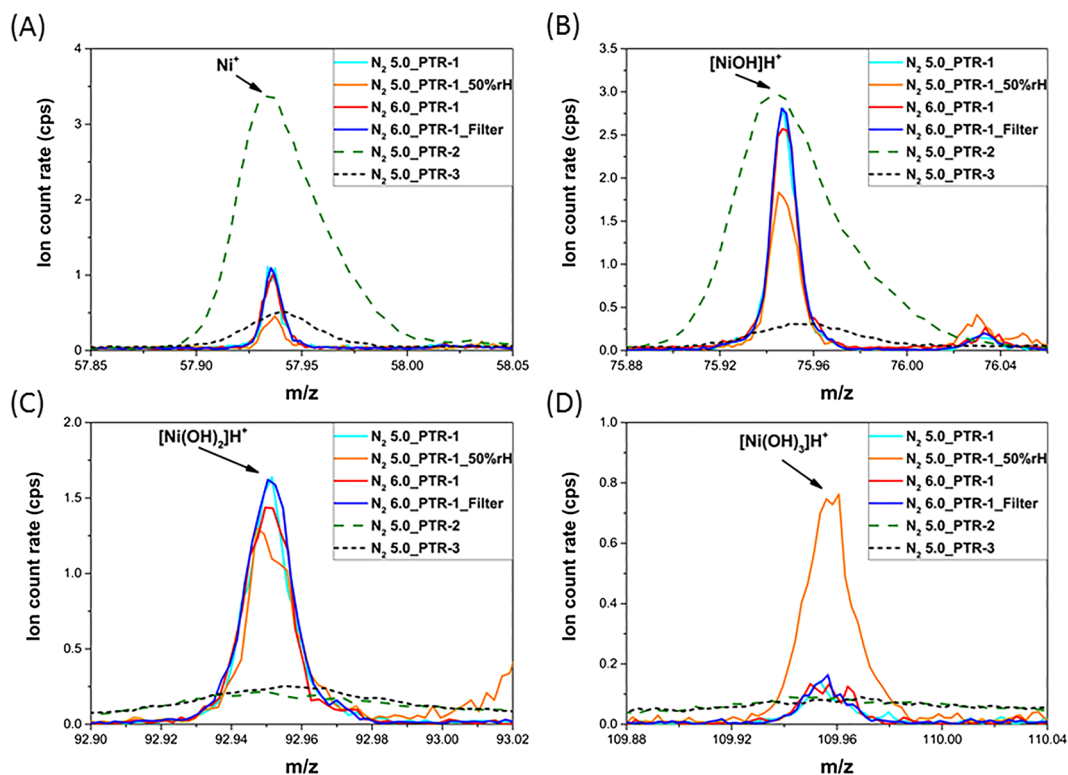 (A)
Ion count rate (cps)
4
3
2
1
0
Ni⁺
N₂ 5.0_PTR-1
N₂ 5.0_PTR-1_50%rH
N₂ 6.0_PTR-1
N₂ 6.0_PTR-1_Filter
N₂ 5.0_PTR-2
N₂ 5.0_PTR-3
57.85 57.90 57.95 58.00 58.05
m/z
(B)
Ion count rate (cps)
3.5
3.0
2.5
2.0
1.5
1.0
0.5
0.0
[NiOH]H⁺
N₂ 5.0_PTR-1
N₂ 5.0_PTR-1_50%rH
N₂ 6.0_PTR-1
N₂ 6.0_PTR-1_Filter
N₂ 5.0_PTR-2
N₂ 5.0_PTR-3
75.88 75.92 75.96 76.00 76.04
m/z
(C)
Ion count rate (cps)
2.0
1.5
1.0
0.5
0.0
[Ni(OH)₂]H⁺
N₂ 5.0_PTR-1
N₂ 5.0_PTR-1_50%rH
N₂ 6.0_PTR-1
N₂ 6.0_PTR-1_Filter
N₂ 5.0_PTR-2
N₂ 5.0_PTR-3
92.90 92.92 92.94 92.96 92.98 93.00 93.02
m/z
(D)
Ion count rate (cps)
1.0
0.8
0.6
0.4
0.2
0.0
[Ni(OH)₃]H⁺
N₂ 5.0_PTR-1
N₂ 5.0_PTR-1_50%rH
N₂ 6.0_PTR-1
N₂ 6.0_PTR-1_Filter
N₂ 5.0_PTR-2
N₂ 5.0_PTR-3
109.88 109.92 109.96 110.00 110.04
m/z